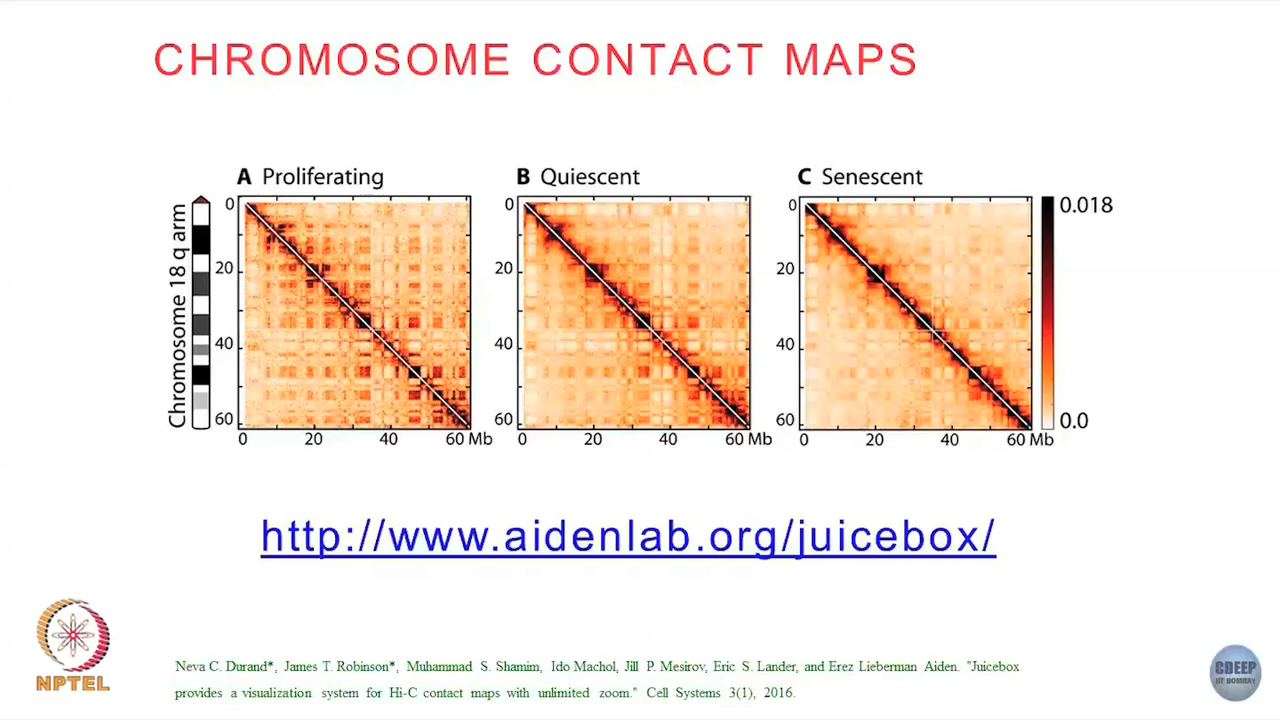 CHROMOSOME CONTACT MAPS
A Proliferating
B Quiescent
C Senescent
Chromosome 18 q arm
0
20
40
60
0 20 40 60 Mb
0
20
40
60
0 20 40 60 Mb
0
20
40
60
0 20 40 60 Mb
0.018
0.0
http://www.aidenlab.org/juicebox/
Neva C. Durand*, James T. Robinson*, Muhammad S. Shamim, Ido Machol, Jill P. Mesirov, Eric S. Lander, and Erez Lieberman Aiden. "Juicebox
provides a visualization system for Hi-C contact maps with unlimited zoom." Cell Systems 3(1), 2016.
NPTEL
CDEEP
IIT BOMBAY